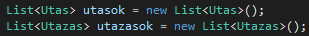 List<Utas> utasok = new List<Utas>();
List<Utazas> utazasok = new List<Utazas>();